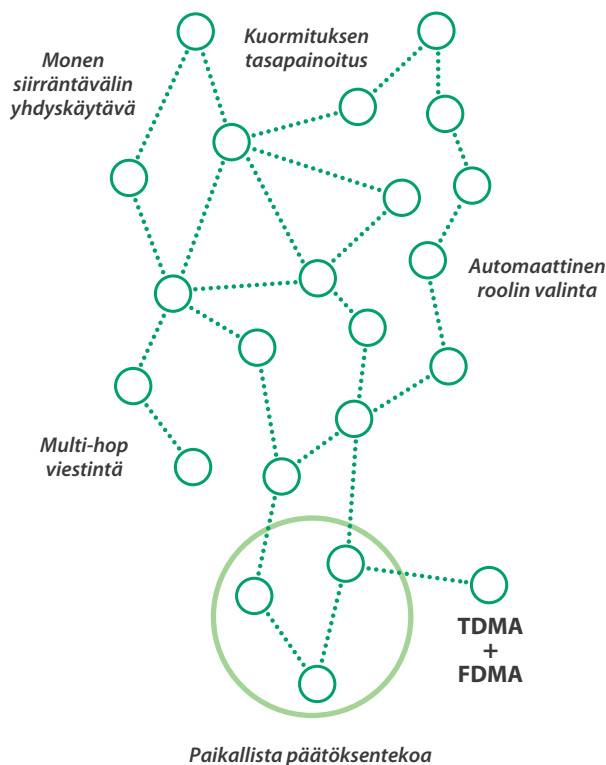 Monen
siirräntävälin
yhdyskäytävä
Kuormituksen
tasapainoitus
Automaattinen
roolin valinta
Multi-hop
viestintä
TDMA
+
FDMA
Paikallista päätöksentekoa